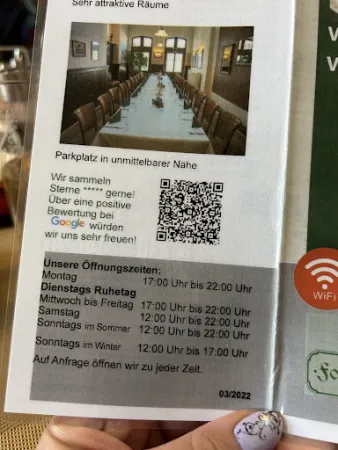 Sehr attraktive Räume
Parkplatz in unmittelbarer Nähe
Wir sammeln
Sterne ***** gerne!
Über eine positive
Bewertung bei
Google würden
wir uns sehr freuen!
Unsere Öffnungszeiten:
Montag 17:00 Uhr bis 22:00 Uhr
Dienstags Ruhetag
Mittwoch bis Freitag 17:00 Uhr bis 22:00 Uhr
Samstag 12:00 Uhr bis 22:00 Uhr
Sonntags im Sommer 12:00 Uhr bis 22:00 Uhr
Sonntags im Winter 12:00 Uhr bis 17:00 Uhr
Auf Anfrage öffnen wir zu jeder Zeit.
03/2022
WiFi